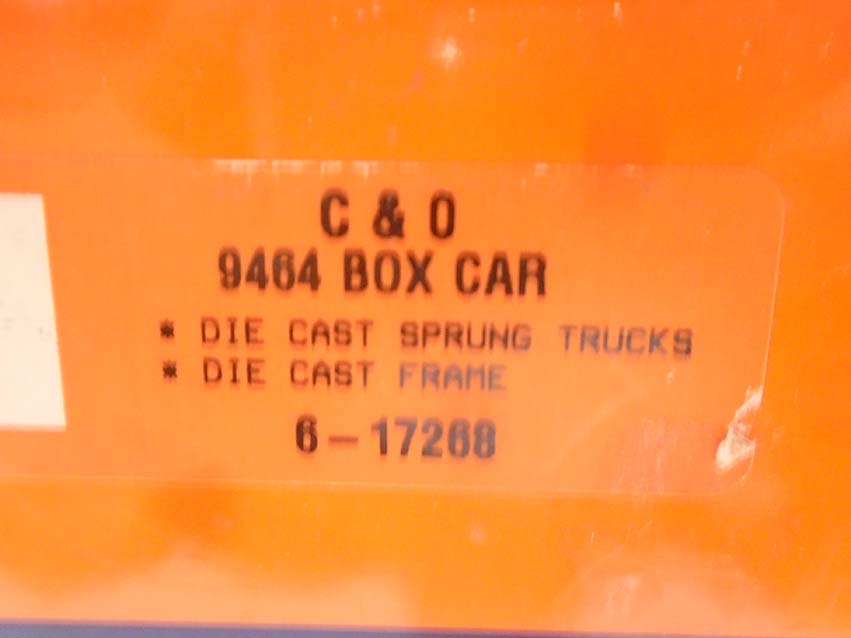 C & O
9464 BOX CAR
* DIE CAST SPRUNG TRUCKS
* DIE CAST FRAME
6-17268